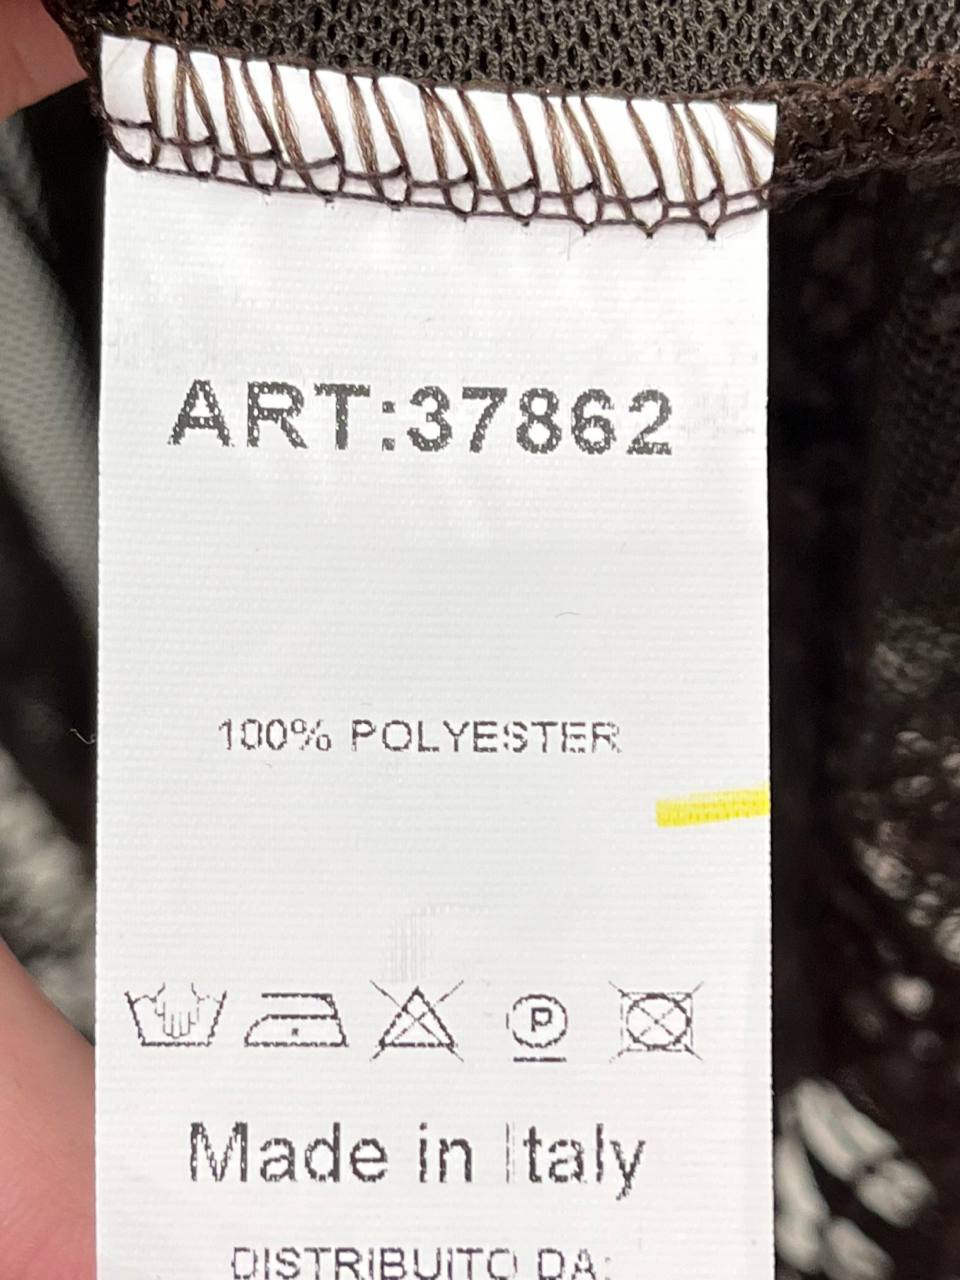 ART:37862
100% POLYESTER
P
Made in Italy
DISTRIBUITO DA: